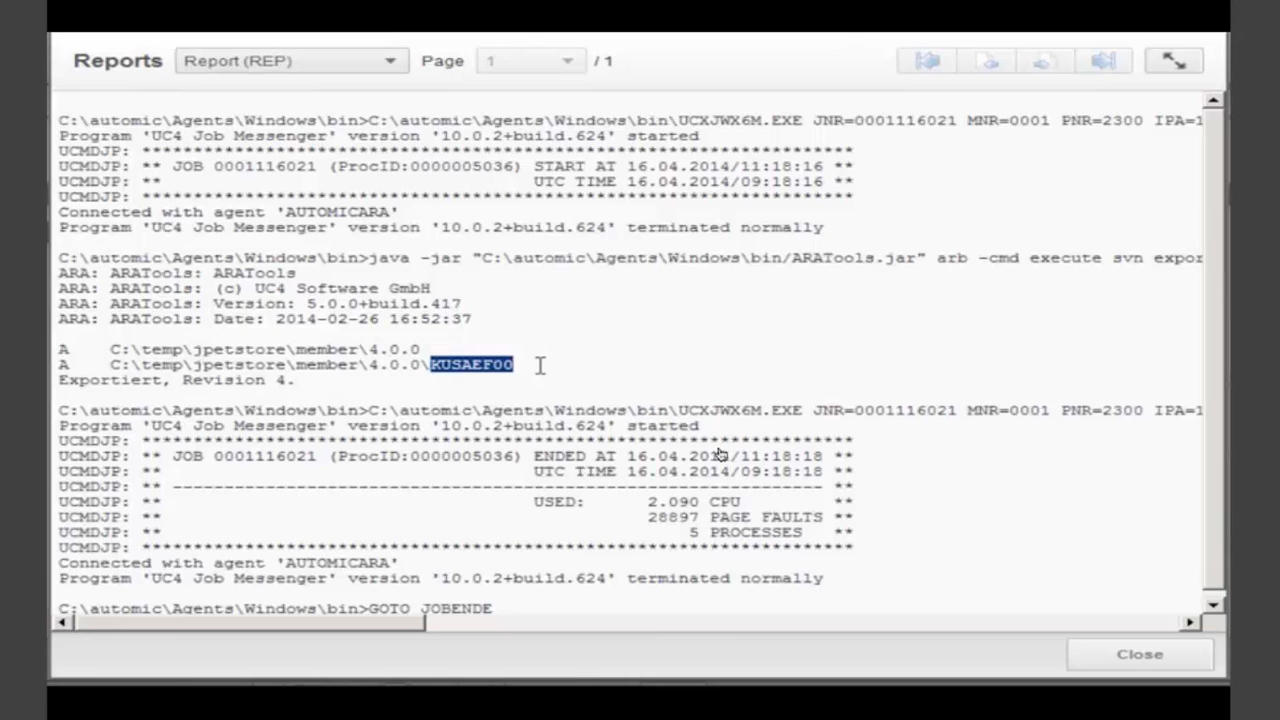 Reports Report (REP) Page 1 / 1
C:\automic\Agents\Windows\bin>C:\automic\Agents\Windows\bin\UCXJWX6M.EXE JNR=0001116021 MNR=0001 PNR=2300 IPA=1
Program 'UC4 Job Messenger' version '10.0.2+build.624' started
UCMDJP: *********************************************************************
UCMDJP: ** JOB 0001116021 (ProcID:0000005036) START AT 16.04.2014/11:18:16 **
UCMDJP: ** UTC TIME 16.04.2014/09:18:16 **
UCMDJP: *********************************************************************
Connected with agent 'AUTOMICARA'
Program 'UC4 Job Messenger' version '10.0.2+build.624' terminated normally
C:\automic\Agents\Windows\bin>java -jar "C:\automic\Agents\Windows\bin/ARATools.jar" arb -cmd execute svn expor
ARA: ARATools: ARATools
ARA: ARATools: (c) UC4 Software GmbH
ARA: ARATools: Version: 5.0.0+build.417
ARA: ARATools: Date: 2014-02-26 16:52:37
A C:\temp\jpetstore\member\4.0.0
A C:\temp\jpetstore\member\4.0.0\KUSAEF00
Exportiert, Revision 4.
C:\automic\Agents\Windows\bin>C:\automic\Agents\Windows\bin\UCXJWX6M.EXE JNR=0001116021 MNR=0001 PNR=2300 IPA=1
Program 'UC4 Job Messenger' version '10.0.2+build.624' started
UCMDJP: *********************************************************************
UCMDJP: ** JOB 0001116021 (ProcID:0000005036) ENDED AT 16.04.2014/11:18:18 **
UCMDJP: ** UTC TIME 16.04.2014/09:18:18 **
UCMDJP: ** --------------------------------------------------------------- **
UCMDJP: ** USED: 2.090 CPU **
UCMDJP: ** 28897 PAGE FAULTS **
UCMDJP: ** 5 PROCESSES **
UCMDJP: *********************************************************************
Connected with agent 'AUTOMICARA'
Program 'UC4 Job Messenger' version '10.0.2+build.624' terminated normally
C:\automic\Agents\Windows\bin>GOTO JOBENDE
Close